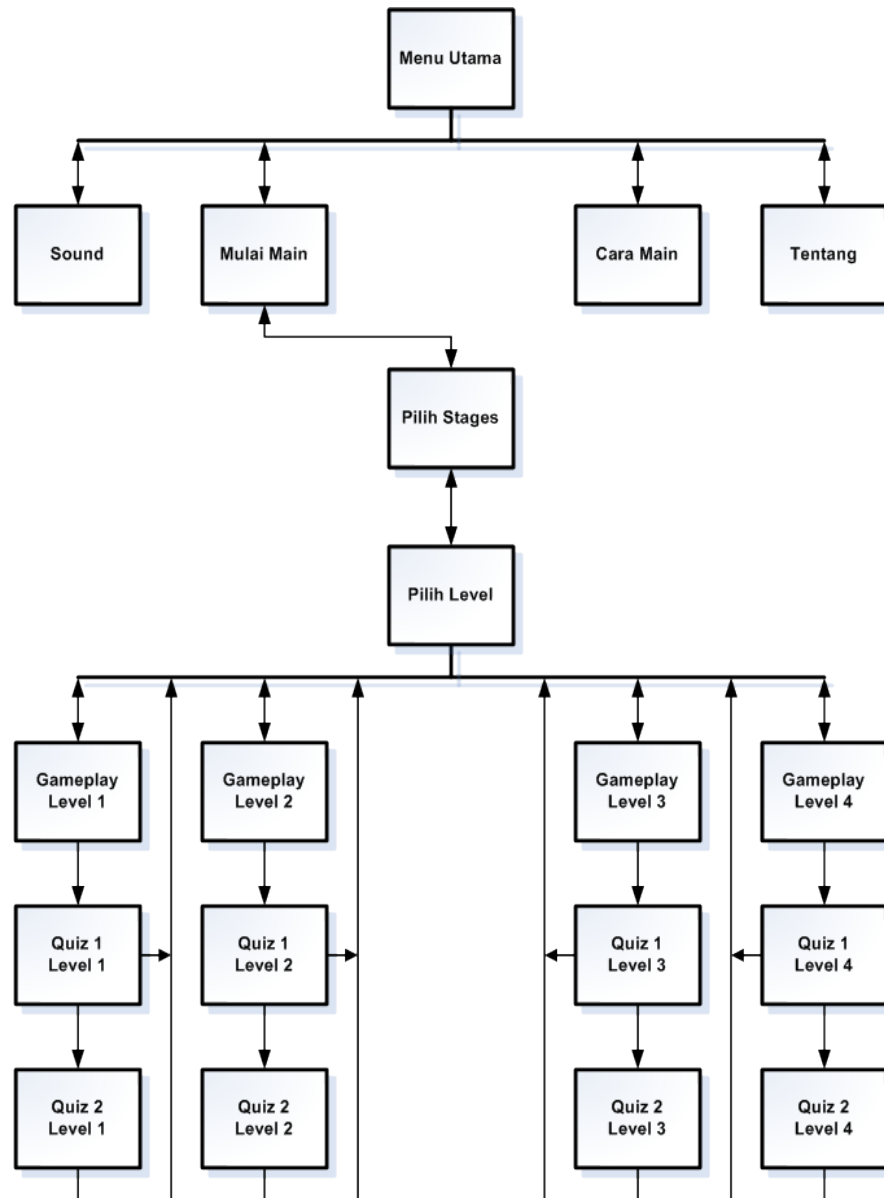 Menu Utama
Sound
Mulai Main
Cara Main
Tentang
Pilih Stages
Pilih Level
Gameplay
Level 1
Gameplay
Level 2
Gameplay
Level 3
Gameplay
Level 4
Quiz 1
Level 1
Quiz 1
Level 2
Quiz 1
Level 3
Quiz 1
Level 4
Quiz 2
Level 1
Quiz 2
Level 2
Quiz 2
Level 3
Quiz 2
Level 4